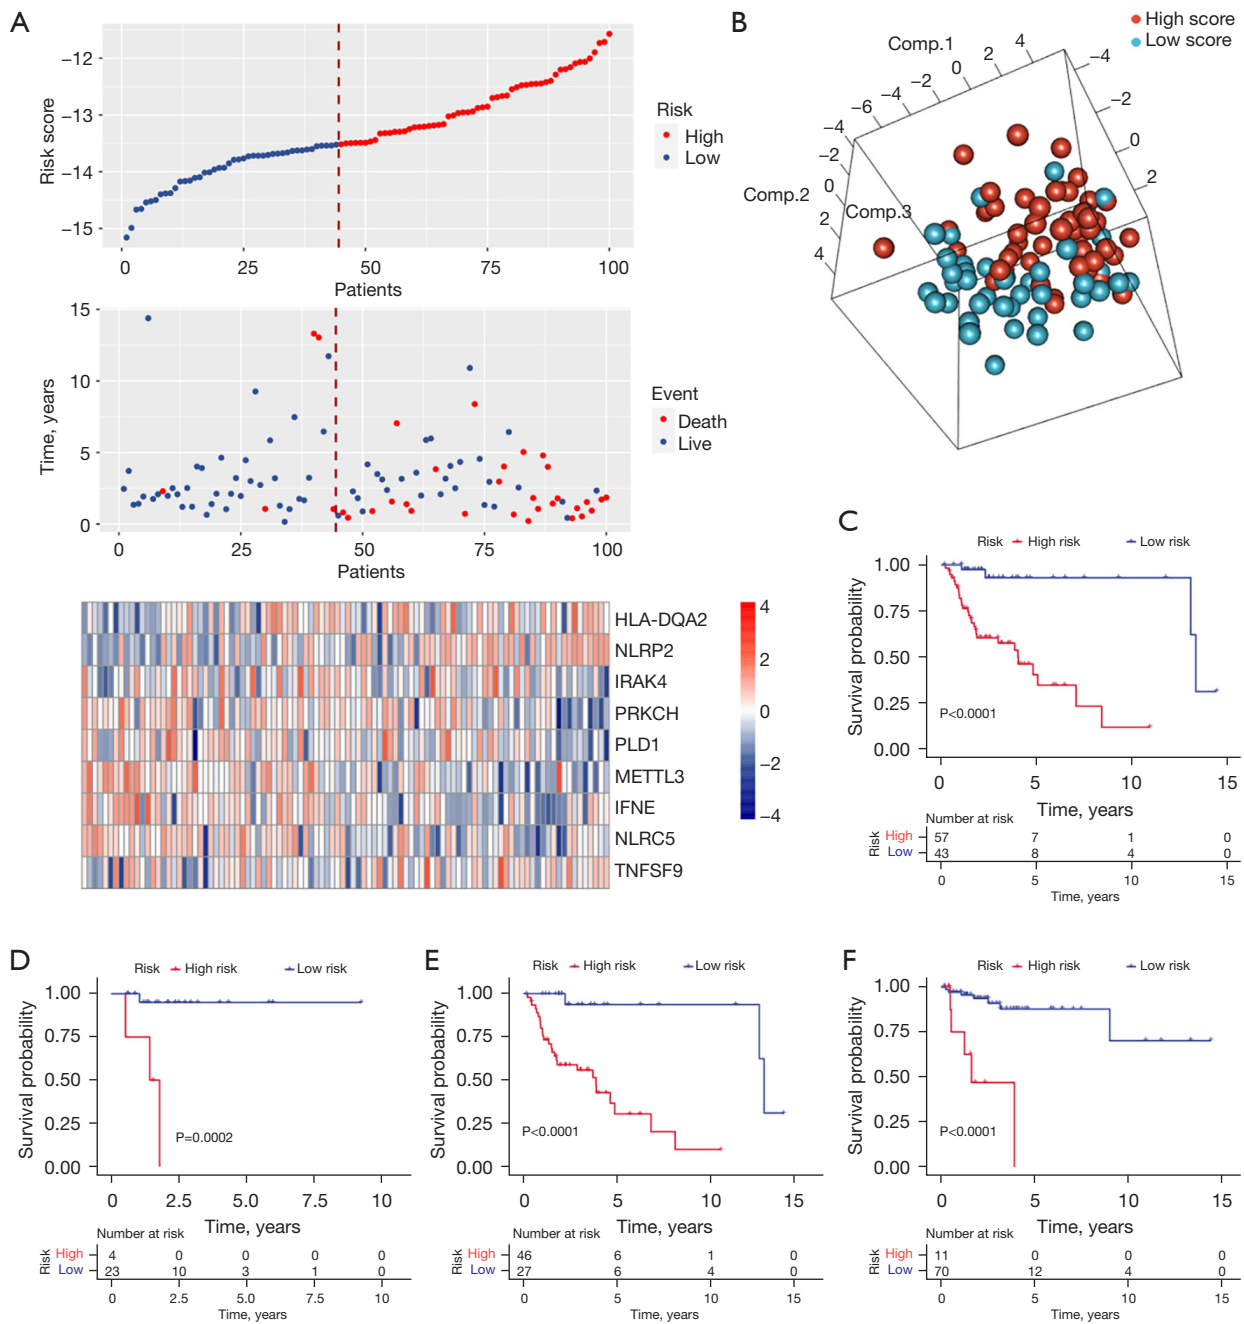 A
Risk score
−12
−13
−14
−15
0 25 50 75 100
Patients
Risk
High
Low
Time, years
15
10
5
0
0 25 50 75 100
Patients
Event
Death
Live
HLA-DQA2
NLRP2
IRAK4
PRKCH
PLD1
METTL3
IFNE
NLRC5
TNFSF9
4
2
0
−2
−4
B
High score
Low score
Comp.1
−6 −4 −2 0 2 4
Comp.2
−4
−2
0
2
4
Comp.3
−4
−2
0
2
C
Risk High risk Low risk
Survival probability
1.00
0.75
0.50
0.25
0.00
P<0.0001
0 5 10 15
Time, years
Number at risk
Risk
High 57 7 1 0
Low 43 8 4 0
0 5 10 15
Time, years
D
Risk High risk Low risk
Survival probability
1.00
0.75
0.50
0.25
0.00
P=0.0002
0 2.5 5.0 7.5 10
Time, years
Number at risk
Risk
High 4 0 0 0 0
Low 23 10 3 1 0
0 2.5 5.0 7.5 10
Time, years
E
Risk High risk Low risk
Survival probability
1.00
0.75
0.50
0.25
0.00
P<0.0001
0 5 10 15
Time, years
Number at risk
Risk
High 46 6 1 0
Low 27 6 4 0
0 5 10 15
Time, years
F
Risk High risk Low risk
Survival probability
1.00
0.75
0.50
0.25
0.00
P<0.0001
0 5 10 15
Time, years
Number at risk
Risk
High 11 0 0 0
Low 70 12 4 0
0 5 10 15
Time, years